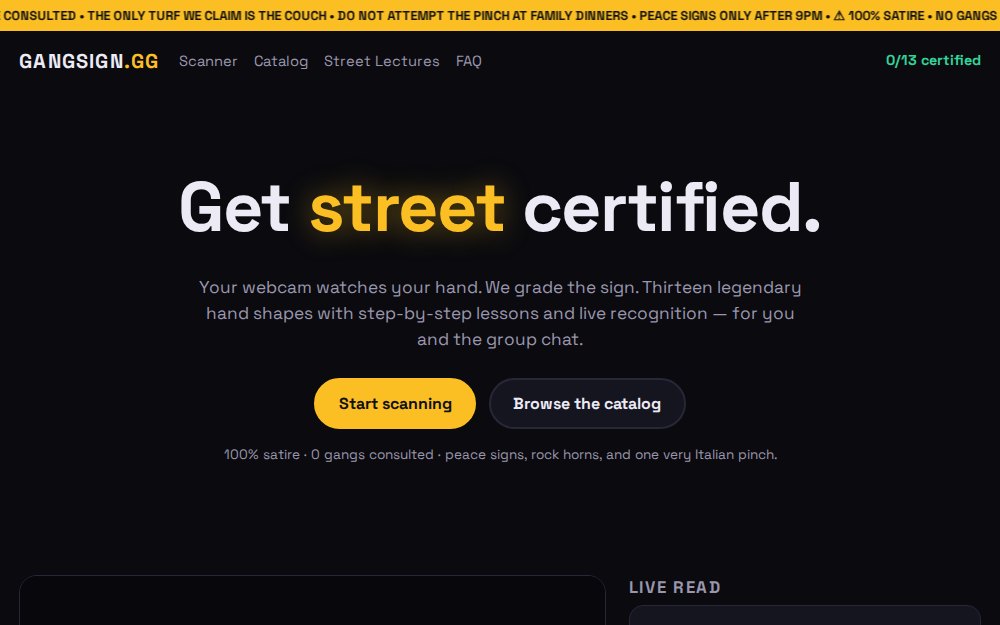 CONSULTED • THE ONLY TURF WE CLAIM IS THE COUCH • DO NOT ATTEMPT THE PINCH AT FAMILY DINNERS • PEACE SIGNS ONLY AFTER 9PM • ⚠ 100% SATIRE • NO GANGS
GANGSIGN.GG Scanner Catalog Street Lectures FAQ 0/13 certified
Get street certified.
Your webcam watches your hand. We grade the sign. Thirteen legendary
hand shapes with step-by-step lessons and live recognition — for you
and the group chat.
Start scanning Browse the catalog
100% satire · 0 gangs consulted · peace signs, rock horns, and one very Italian pinch.
LIVE READ